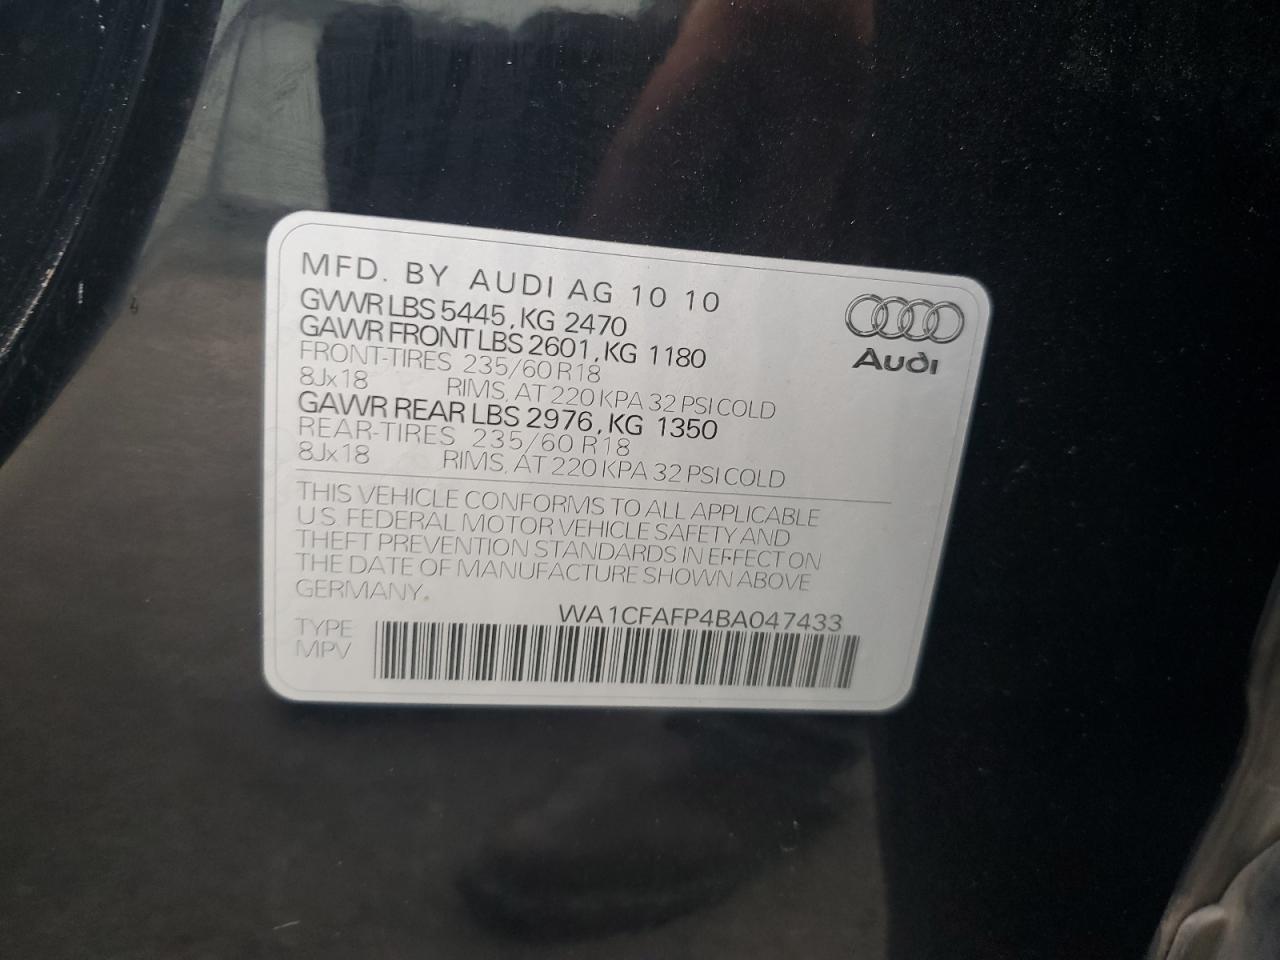 MFD. BY AUDI AG 10 10
GVWR LBS 5445, KG 2470
GAWR FRONT LBS 2601, KG 1180
FRONT-TIRES 235/60 R18
8Jx18 RIMS, AT 220 KPA 32 PSI COLD
GAWR REAR LBS 2976, KG 1350
REAR-TIRES 235/60 R18
8Jx18 RIMS, AT 220 KPA 32 PSI COLD
Audi
THIS VEHICLE CONFORMS TO ALL APPLICABLE
U.S. FEDERAL MOTOR VEHICLE SAFETY AND
THEFT PREVENTION STANDARDS IN EFFECT ON
THE DATE OF MANUFACTURE SHOWN ABOVE
GERMANY.
WA1CFAFP4BA047433
TYPE
MPV